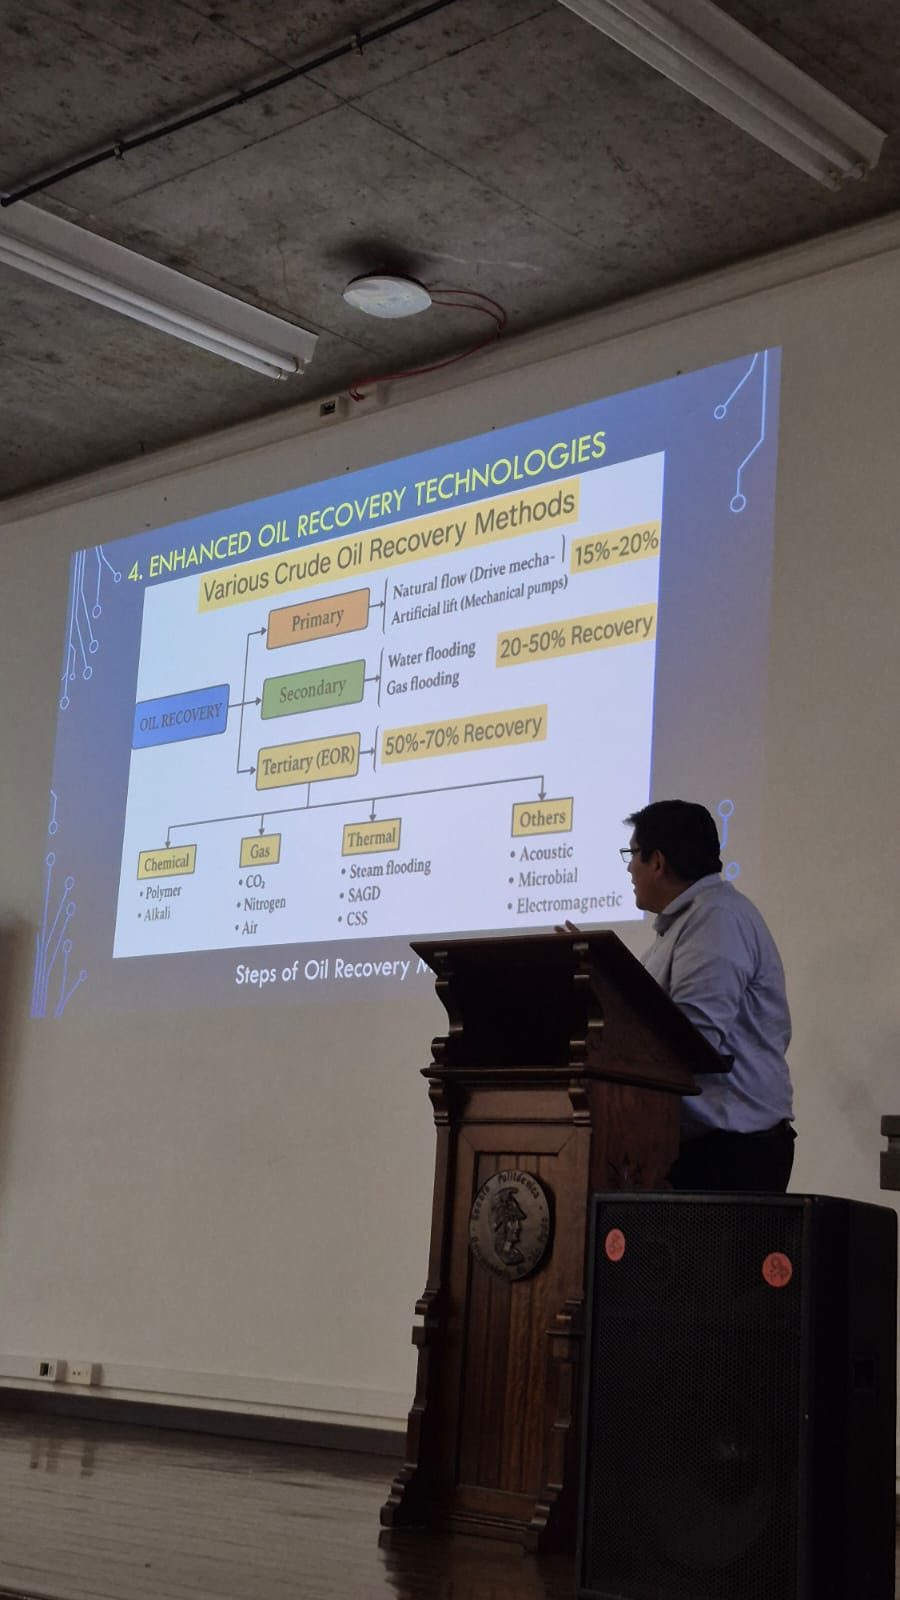 4. ENHANCED OIL RECOVERY TECHNOLOGIES
Various Crude Oil Recovery Methods
OIL RECOVERY
Primary
Natural flow (Drive mecha-
Artificial lift (Mechanical pumps)
15%-20%
Secondary
Water flooding
Gas flooding
20-50% Recovery
Tertiary (EOR)
50%-70% Recovery
Chemical
• Polymer
• Alkali
Gas
• CO₂
• Nitrogen
• Air
Thermal
• Steam flooding
• SAGD
• CSS
Others
• Acoustic
• Microbial
• Electromagnetic
Steps of Oil Recovery